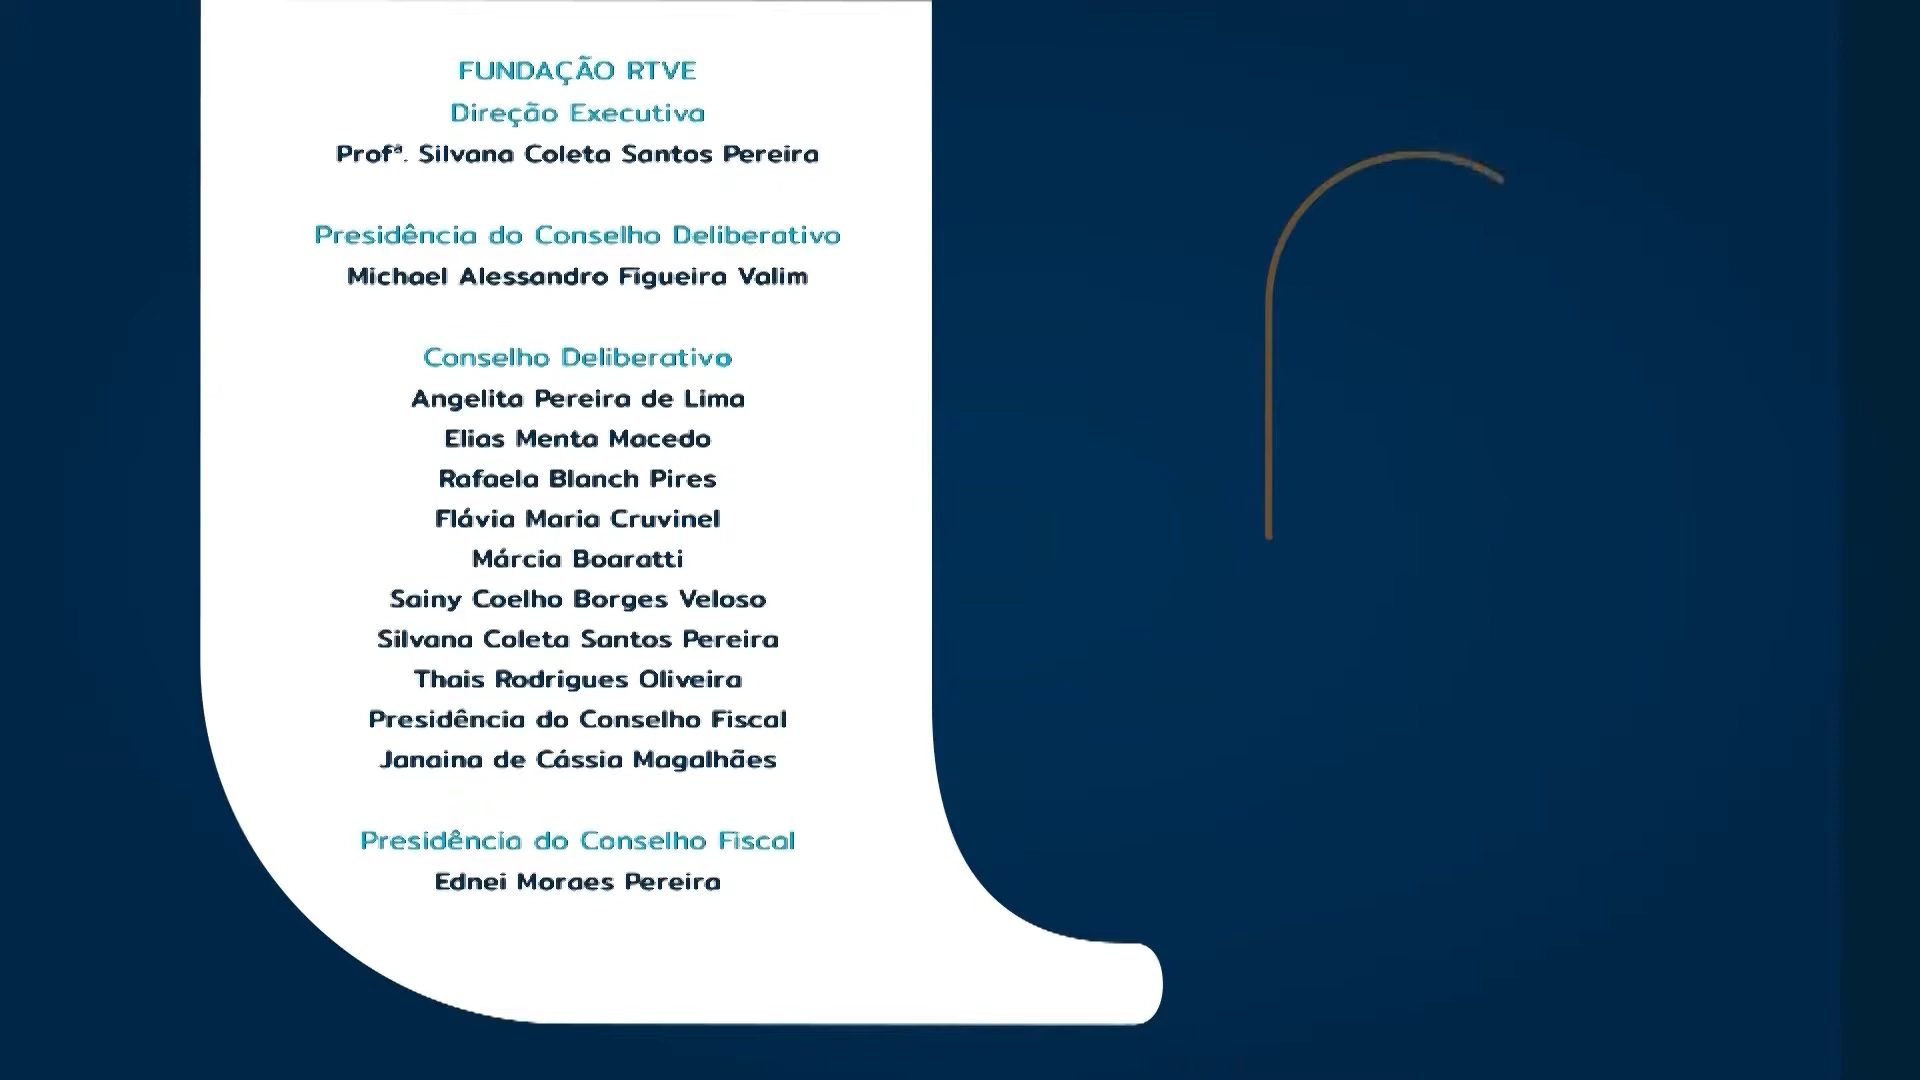 FUNDAÇÃO RTVE
Direção Executiva
Profª. Silvana Coleta Santos Pereira
Presidência do Conselho Deliberativo
Michael Alessandro Figueira Valim
Conselho Deliberativo
Angelita Pereira de Lima
Elias Menta Macedo
Rafaela Blanch Pires
Flávia Maria Cruvinel
Márcia Boaratti
Sainy Coelho Borges Veloso
Silvana Coleta Santos Pereira
Thais Rodrigues Oliveira
Presidência do Conselho Fiscal
Janaina de Cássia Magalhães
Presidência do Conselho Fiscal
Ednei Moraes Pereira